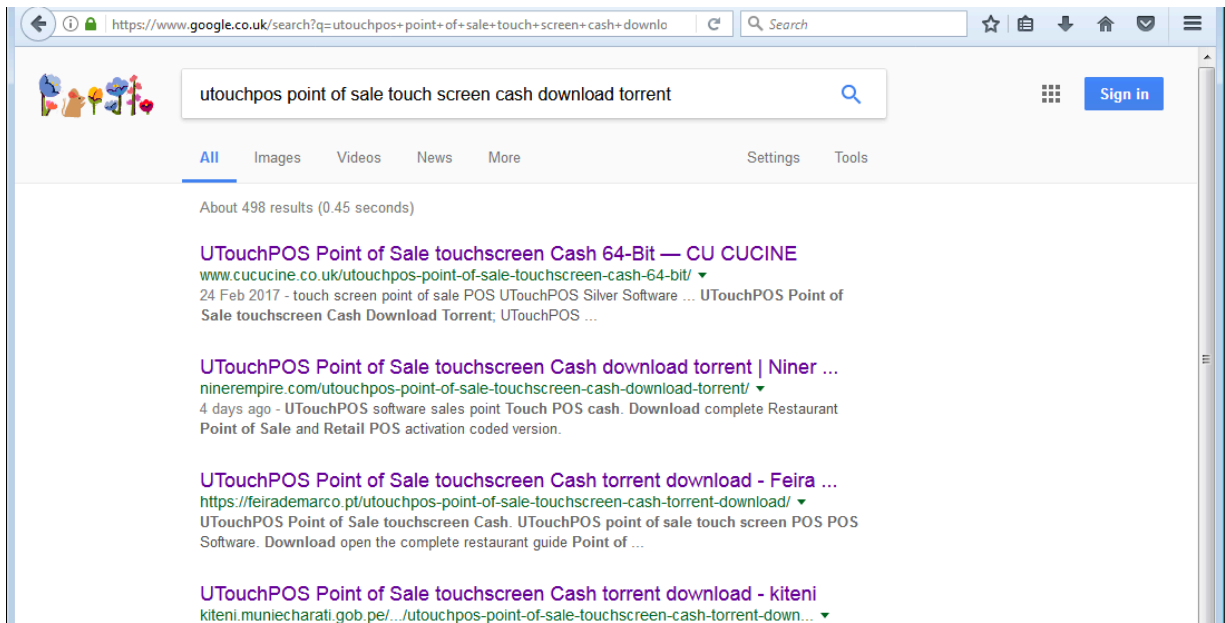 https://www.google.co.uk/search?q=utouchpos+point+of+sale+touch+screen+cash+downlo
Search
utouchpos point of sale touch screen cash download torrent
Sign in
All Images Videos News More Settings Tools
About 498 results (0.45 seconds)
UTouchPOS Point of Sale touchscreen Cash 64-Bit — CU CUCINE
www.cucucine.co.uk/utouchpos-point-of-sale-touchscreen-cash-64-bit/
24 Feb 2017 - touch screen point of sale POS UTouchPOS Silver Software ... UTouchPOS Point of
Sale touchscreen Cash Download Torrent; UTouchPOS ...
UTouchPOS Point of Sale touchscreen Cash download torrent | Niner ...
ninerempire.com/utouchpos-point-of-sale-touchscreen-cash-download-torrent/
4 days ago - UTouchPOS software sales point Touch POS cash. Download complete Restaurant
Point of Sale and Retail POS activation coded version.
UTouchPOS Point of Sale touchscreen Cash torrent download - Feira ...
https://feirademarco.pt/utouchpos-point-of-sale-touchscreen-cash-torrent-download/
UTouchPOS Point of Sale touchscreen Cash. UTouchPOS point of sale touch screen POS POS
Software. Download open the complete restaurant guide Point of ...
UTouchPOS Point of Sale touchscreen Cash torrent download - kiteni
kiteni.muniecharati.gob.pe/.../utouchpos-point-of-sale-touchscreen-cash-torrent-down...